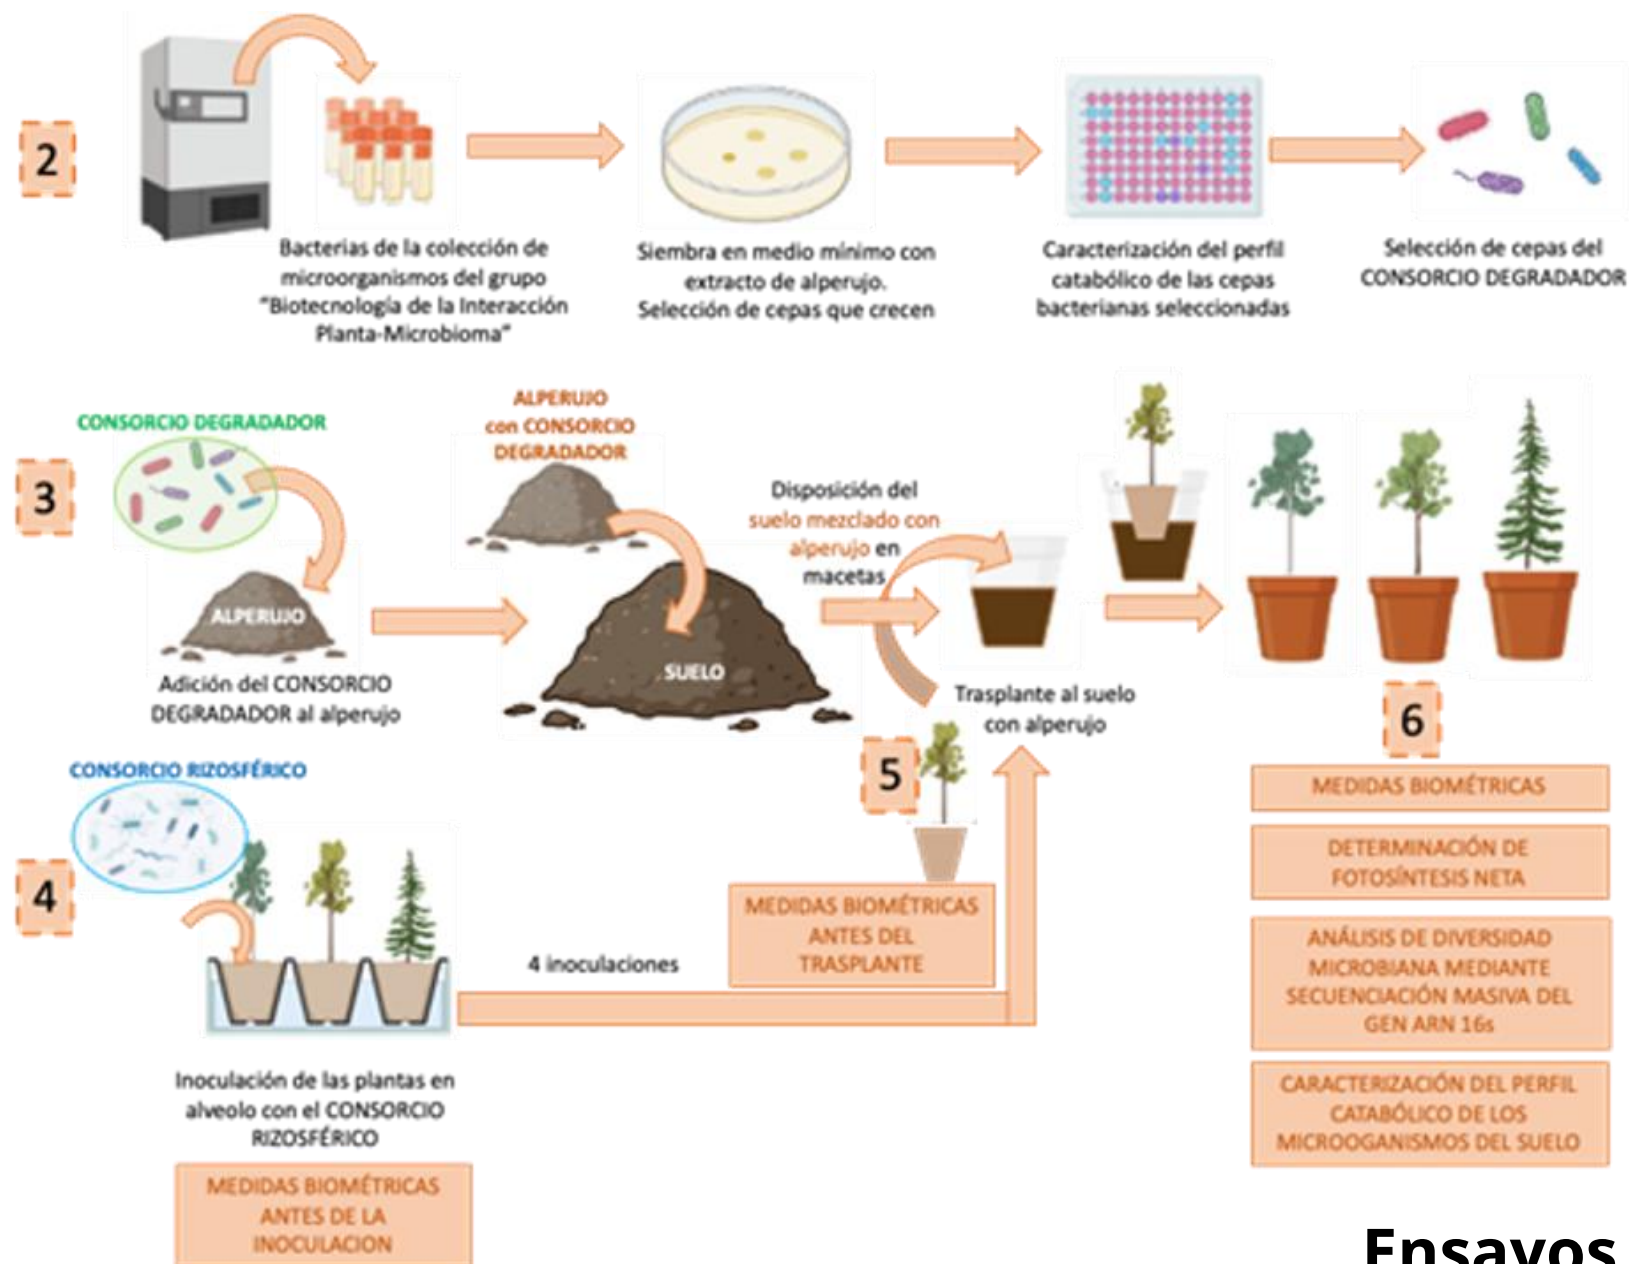 2
Bacterias de la colección de
microorganismos del grupo
"Biotecnología de la Interacción
Planta-Microbioma"
Siembra en medio mínimo con
extracto de alperujo.
Selección de cepas que crecen
Caracterización del perfil
catabólico de las cepas
bacterianas seleccionadas
Selección de cepas del
CONSORCIO DEGRADADOR
3
CONSORCIO DEGRADADOR
ALPERUJO
Adición del CONSORCIO
DEGRADADOR al alperujo
ALPERUJO
con CONSORCIO
DEGRADADOR
SUELO
Disposición del
suelo mezclado con
alperujo en
macetas
Trasplante al suelo
con alperujo
4
CONSORCIO RIZOSFÉRICO
Inoculación de las plantas en
alveolo con el CONSORCIO
RIZOSFÉRICO
MEDIDAS BIOMÉTRICAS
ANTES DE LA
INOCULACION
4 inoculaciones
5
MEDIDAS BIOMÉTRICAS
ANTES DEL
TRASPLANTE
6
MEDIDAS BIOMÉTRICAS
DETERMINACIÓN DE
FOTOSÍNTESIS NETA
ANÁLISIS DE DIVERSIDAD
MICROBIANA MEDIANTE
SECUENCIACIÓN MASIVA DEL
GEN ARN 16s
CARACTERIZACIÓN DEL PERFIL
CATABÓLICO DE LOS
MICROOGANISMOS DEL SUELO
Ensayos